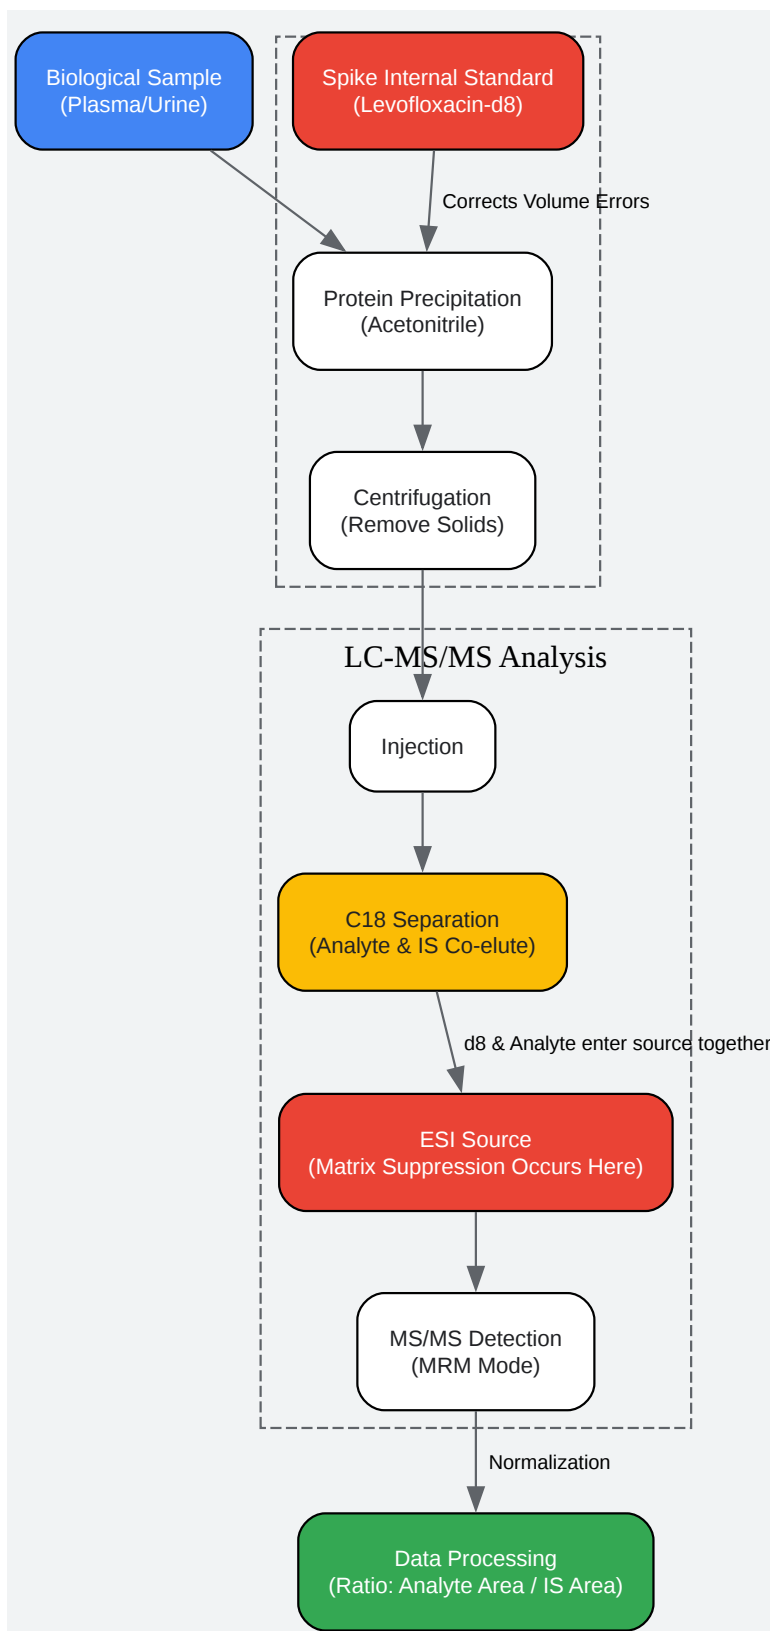 Biological Sample
(Plasma/Urine)
Spike Internal Standard
(Levofloxacin-d8)
Corrects Volume Errors
Protein Precipitation
(Acetonitrile)
Centrifugation
(Remove Solids)
LC-MS/MS Analysis
Injection
C18 Separation
(Analyte & IS Co-elute)
d8 & Analyte enter source together
ESI Source
(Matrix Suppression Occurs Here)
MS/MS Detection
(MRM Mode)
Normalization
Data Processing
(Ratio: Analyte Area / IS Area)